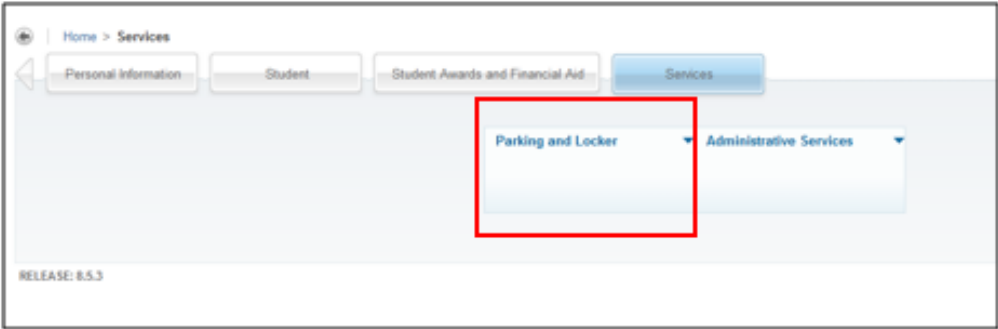 Home > Services
Personal Information Student Student Awards and Financial Aid Services
Parking and Locker Administrative Services
RELEASE: 8.5.3